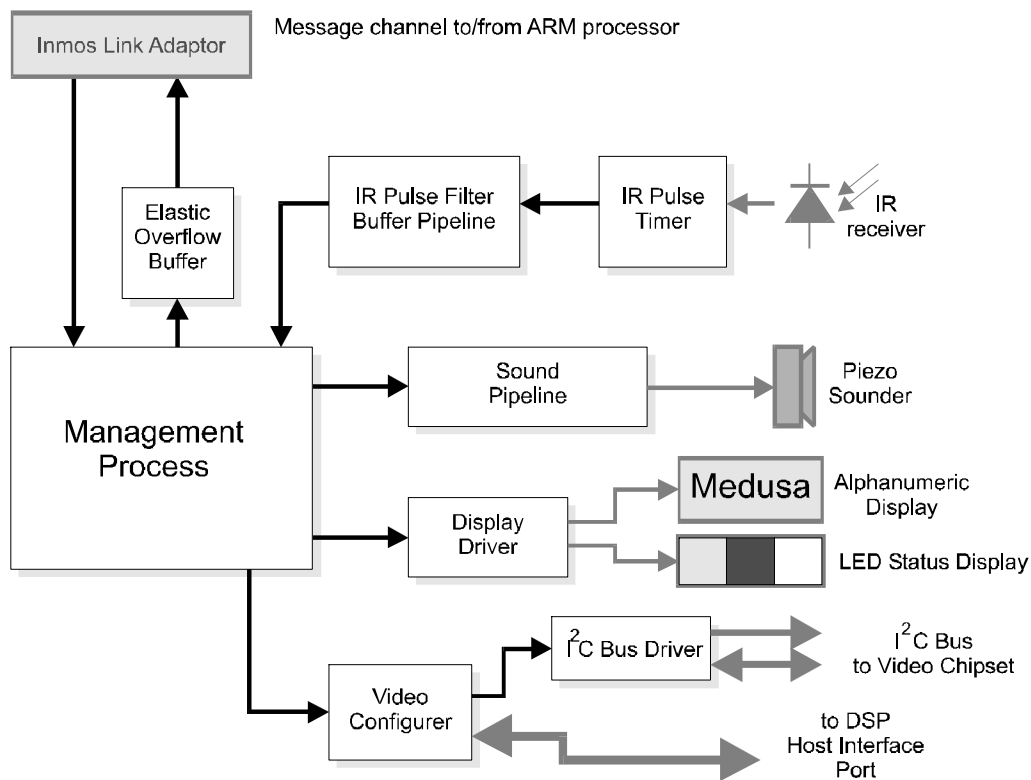 Message channel to/from ARM processor
Inmos Link Adaptor
Elastic
Overflow
Buffer
IR Pulse Filter
Buffer Pipeline
IR Pulse
Timer
IR
receiver
Management
Process
Sound
Pipeline
Piezo
Sounder
Display
Driver
Medusa
Alphanumeric
Display
LED Status Display
Video
Configurer
I²C Bus Driver
I²C Bus
to Video Chipset
to DSP
Host Interface
Port